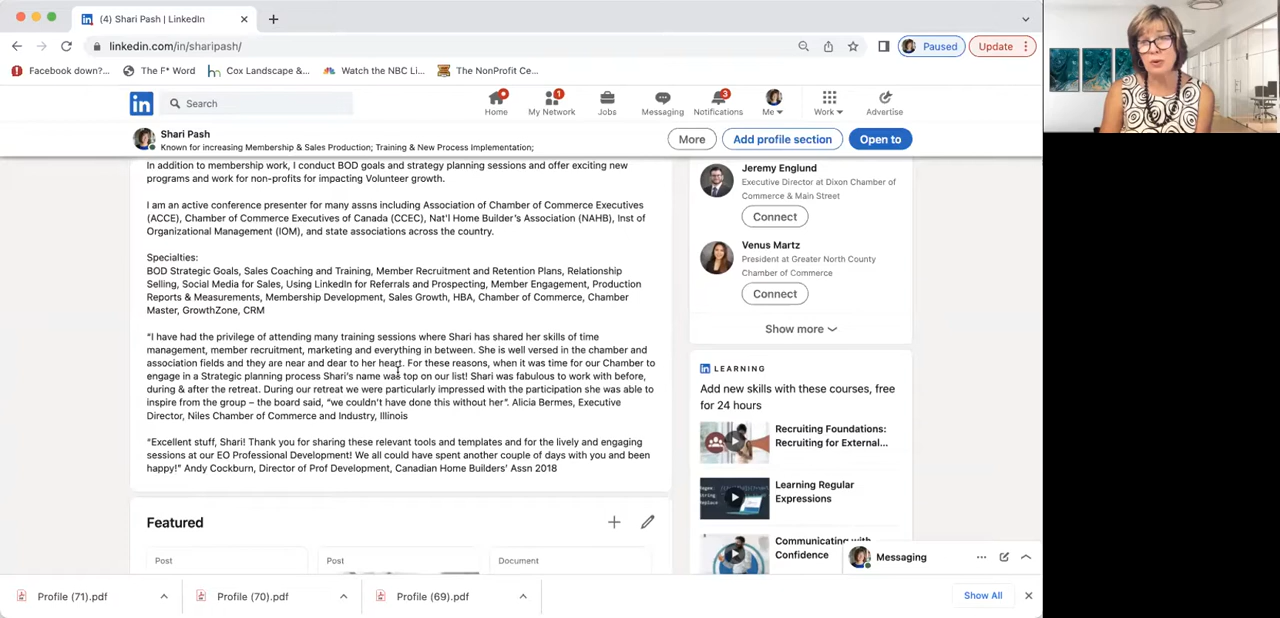 (4) Shari Pash | LinkedIn
linkedin.com/in/sharipash/
Paused
Update
Facebook down?...
The F* Word
Cox Landscape &...
Watch the NBC Li...
The NonProfit Ce...
in
Search
Home
1
My Network
Jobs
Messaging
3
Notifications
Me
Work
Advertise
Shari Pash
Known for increasing Membership & Sales Production; Training & New Process Implementation;
More
Add profile section
Open to
In addition to membership work, I conduct BOD goals and strategy planning sessions and offer exciting new
programs and work for non-profits for impacting Volunteer growth.
I am an active conference presenter for many assns including Association of Chamber of Commerce Executives
(ACCE), Chamber of Commerce Executives of Canada (CCEC), Nat'l Home Builder's Association (NAHB), Inst of
Organizational Management (IOM), and state associations across the country.
Specialties:
BOD Strategic Goals, Sales Coaching and Training, Member Recruitment and Retention Plans, Relationship
Selling, Social Media for Sales, Using LinkedIn for Referrals and Prospecting, Member Engagement, Production
Reports & Measurements, Membership Development, Sales Growth, HBA, Chamber of Commerce, Chamber
Master, GrowthZone, CRM
"I have had the privilege of attending many training sessions where Shari has shared her skills of time
management, member recruitment, marketing and everything in between. She is well versed in the chamber and
association fields and they are near and dear to her heart. For these reasons, when it was time for our Chamber to
engage in a Strategic planning process Shari's name was top on our list! Shari was fabulous to work with before,
during & after the retreat. During our retreat we were particularly impressed with the participation she was able to
inspire from the group – the board said, "we couldn't have done this without her". Alicia Bermes, Executive
Director, Niles Chamber of Commerce and Industry, Illinois
"Excellent stuff, Shari! Thank you for sharing these relevant tools and templates and for the lively and engaging
sessions at our EO Professional Development! We all could have spent another couple of days with you and been
happy!" Andy Cockburn, Director of Prof Development, Canadian Home Builders' Assn 2018
Featured
Post
Post
Document
Jeremy Englund
Executive Director at Dixon Chamber of
Commerce & Main Street
Connect
Venus Martz
President at Greater North County
Chamber of Commerce
Connect
Show more
in LEARNING
Add new skills with these courses, free
for 24 hours
Recruiting Foundations:
Recruiting for External...
Learning Regular
Expressions
Communicating with
Confidence
Messaging
Profile (71).pdf
Profile (70).pdf
Profile (69).pdf
Show All